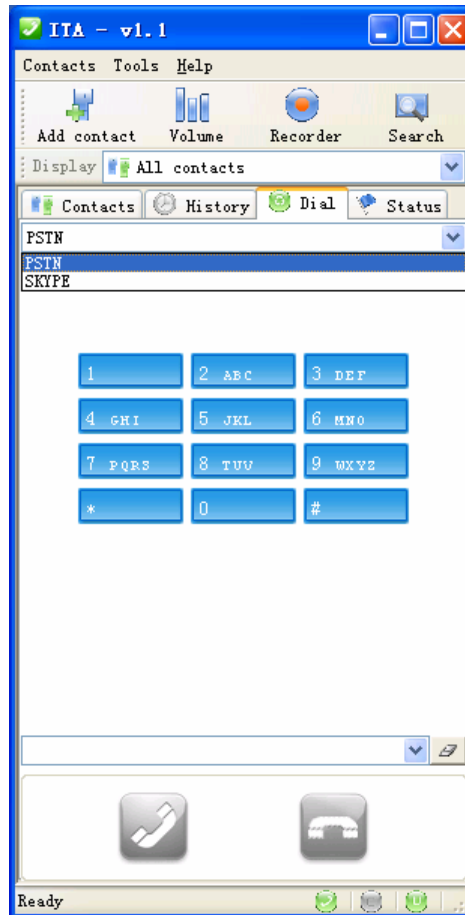 ITA - v1.1
Contacts Tools Help
Add contact Volume Recorder Search
Display All contacts
Contacts History Dial Status
PSTN
PSTN
SKYPE
1 2 ABC 3 DEF
4 GHI 5 JKL 6 MNO
7 PQRS 8 TUV 9 WXYZ
* 0 #
Ready